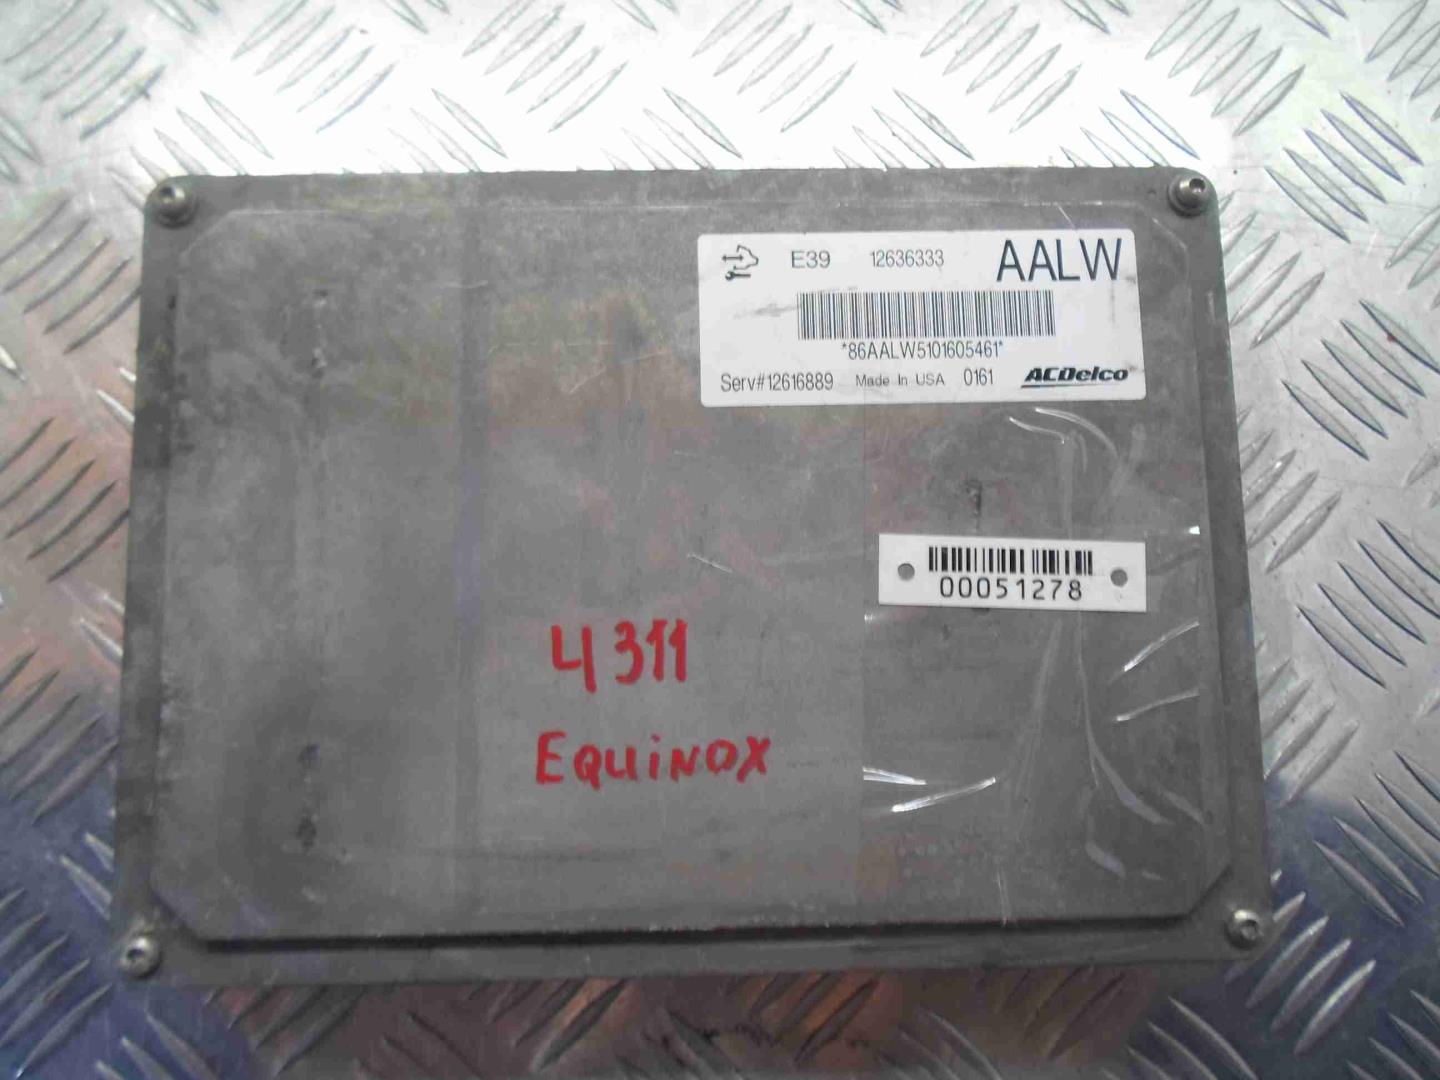 E39 12636333 AALW
*86AALW5101605461*
Serv#12616889 Made In USA 0161 ACDelco
00051278
4311
EQUiNOX